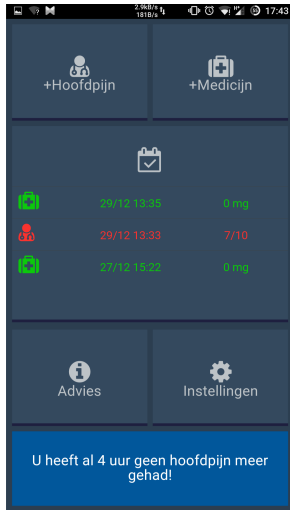 2.9kB/s
181B/s
17:43
+Hoofdpijn
+Medicijn
29/12 13:35 0 mg
29/12 13:33 7/10
27/12 15:22 0 mg
Advies
Instellingen
U heeft al 4 uur geen hoofdpijn meer
gehad!